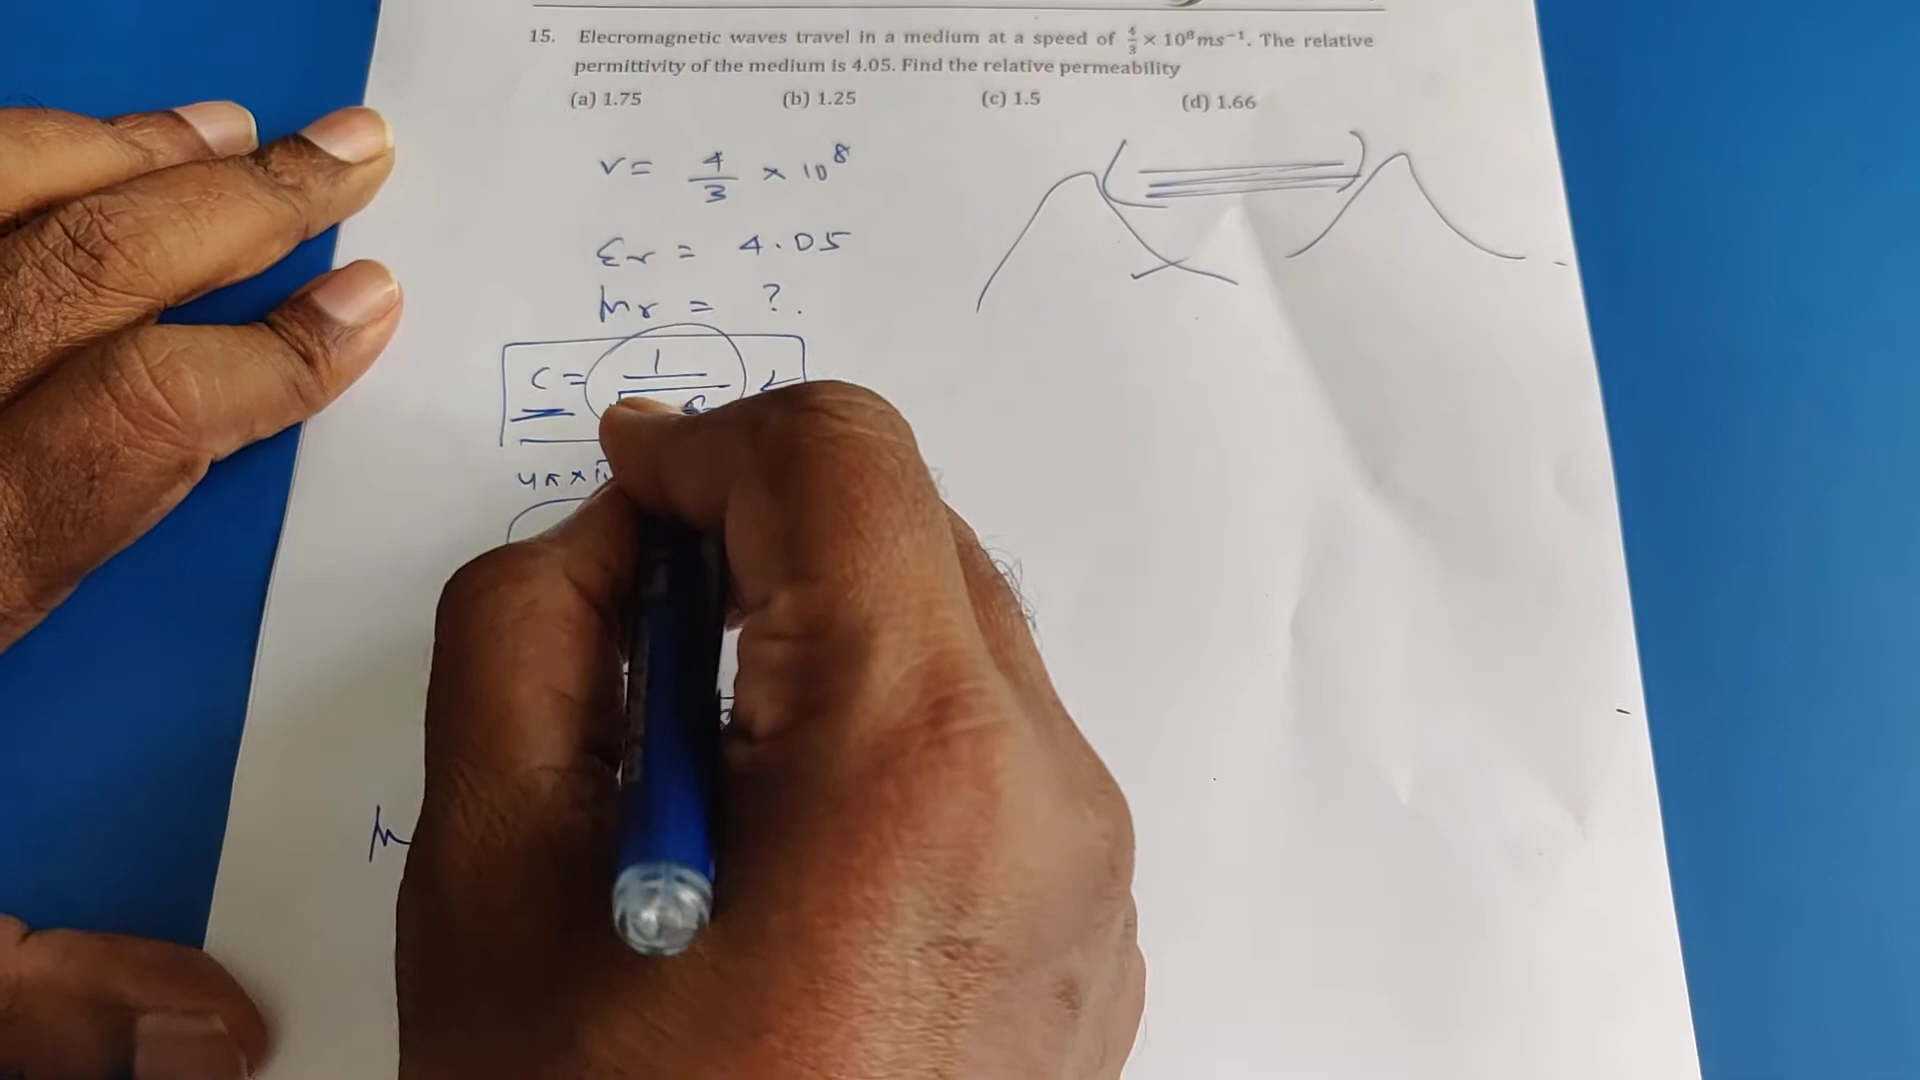 15. Elecromagnetic waves travel in a medium at a speed of 4/3 × 10⁸ms⁻¹. The relative
permittivity of the medium is 4.05. Find the relative permeability
(a) 1.75 (b) 1.25 (c) 1.5 (d) 1.66
v = 4/3 × 10⁸
εr = 4.05
μr = ?.
c = 1
4π×
μ